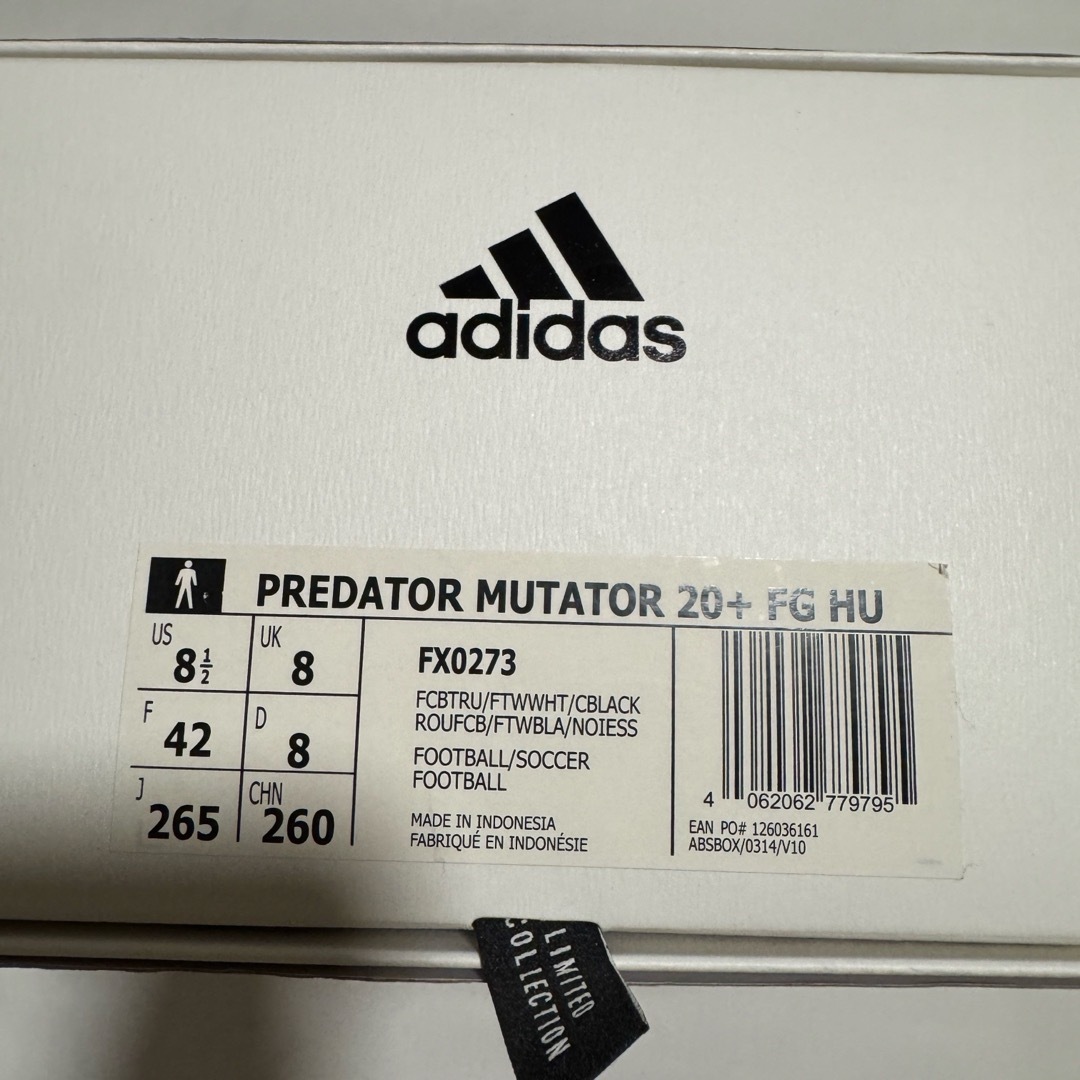 adidas
PREDATOR MUTATOR 20+ FG HU
US 8½
UK 8
F 42
D 8
J 265
CHN 260
FX0273
FCBTRU/FTWWHT/CBLACK
ROUFCB/FTWBLA/NOIESS
FOOTBALL/SOCCER
FOOTBALL
MADE IN INDONESIA
FABRIQUÉ EN INDONÉSIE
4 062062 779795
EAN PO# 126036161
ABSBOX/0314/V10
LIMITED
COLLECTION